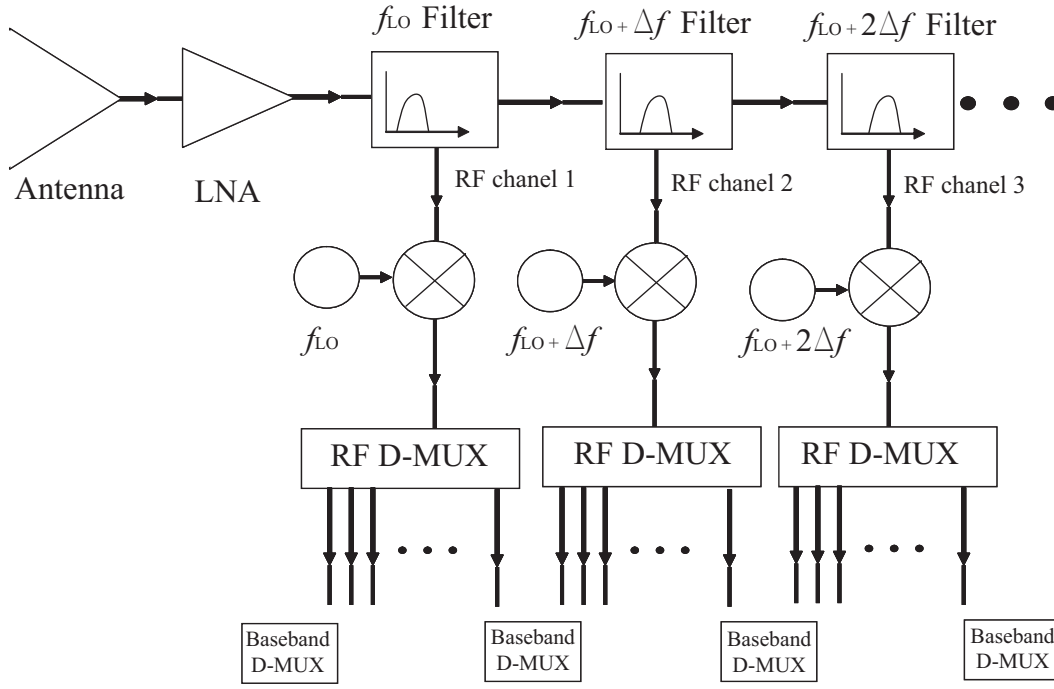 fLO Filter
fLO + Δf Filter
fLO + 2Δf Filter
Antenna
LNA
RF chanel 1
RF chanel 2
RF chanel 3
fLO
fLO + Δf
fLO + 2Δf
RF D-MUX
RF D-MUX
RF D-MUX
Baseband
D-MUX
Baseband
D-MUX
Baseband
D-MUX
Baseband
D-MUX